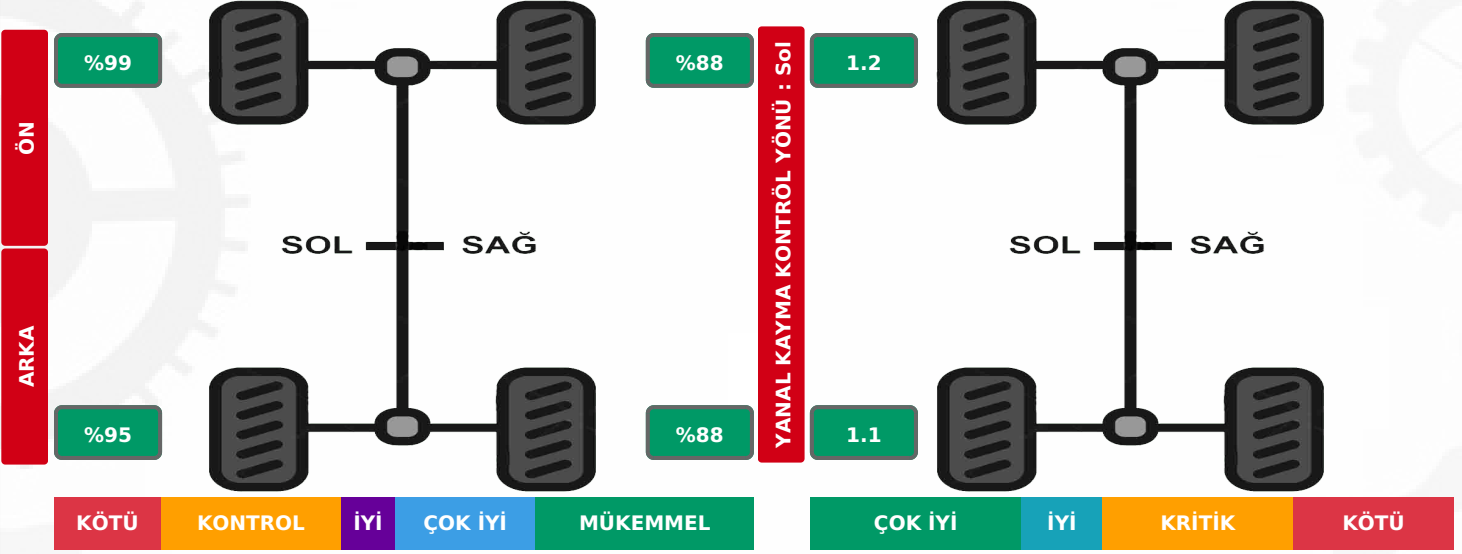 ÖN
%99
%88
SOL
SAĞ
ARKA
%95
%88
KÖTÜ
KONTROL
İYİ
ÇOK İYİ
MÜKEMMEL
YANAL KAYMA KONTRÖL YÖNÜ : Sol
1.2
SOL
SAĞ
1.1
ÇOK İYİ
İYİ
KRİTİK
KÖTÜ